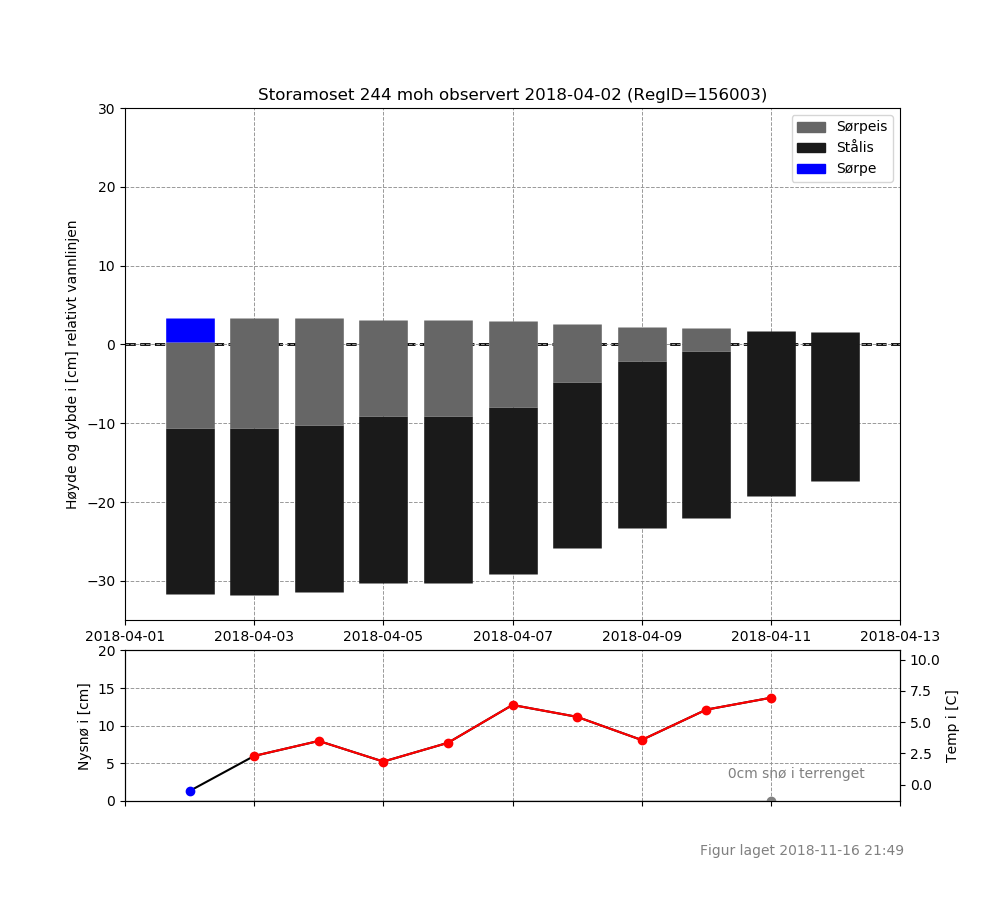 Storamoset 244 moh observert 2018-04-02 (RegID=156003)
Høyde og dybde i [cm] relativt vannlinjen
30
20
10
0
−10
−20
−30
Sørpeis
Stålis
Sørpe
2018-04-01 2018-04-03 2018-04-05 2018-04-07 2018-04-09 2018-04-11 2018-04-13
Nysnø i [cm]
20
15
10
5
0
10.0
7.5
5.0
2.5
0.0
Temp i [C]
0cm snø i terrenget
Figur laget 2018-11-16 21:49